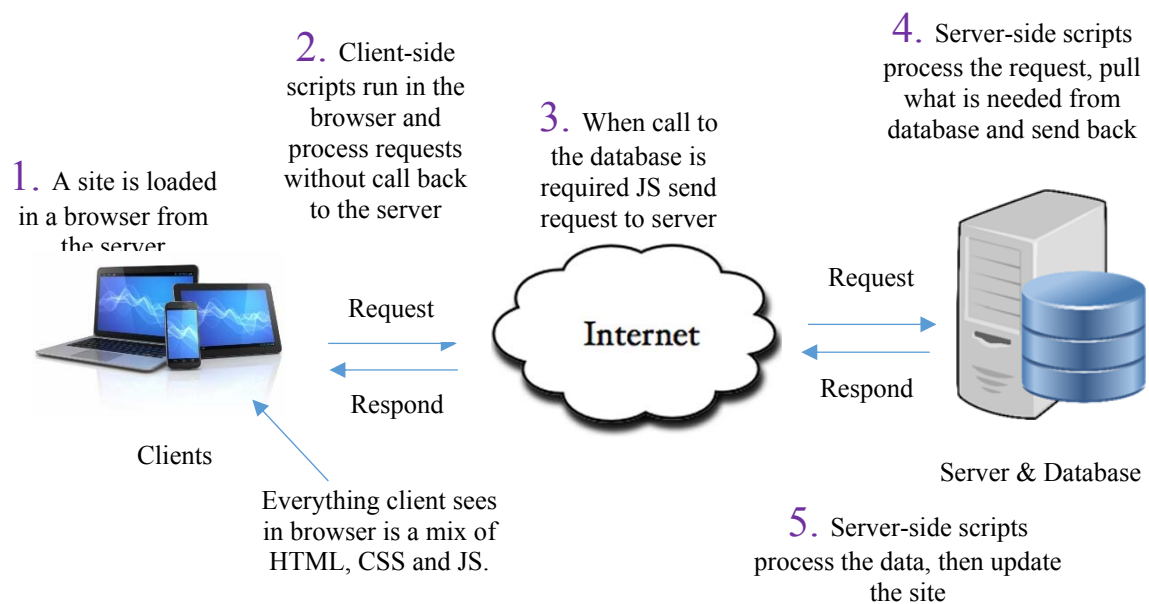 1. A site is loaded
in a browser from
the server
2. Client-side
scripts run in the
browser and
process requests
without call back
to the server
3. When call to
the database is
required JS send
request to server
4. Server-side scripts
process the request, pull
what is needed from
database and send back
Request
Respond
Internet
Request
Respond
Clients
Server & Database
Everything client sees
in browser is a mix of
HTML, CSS and JS.
5. Server-side scripts
process the data, then update
the site